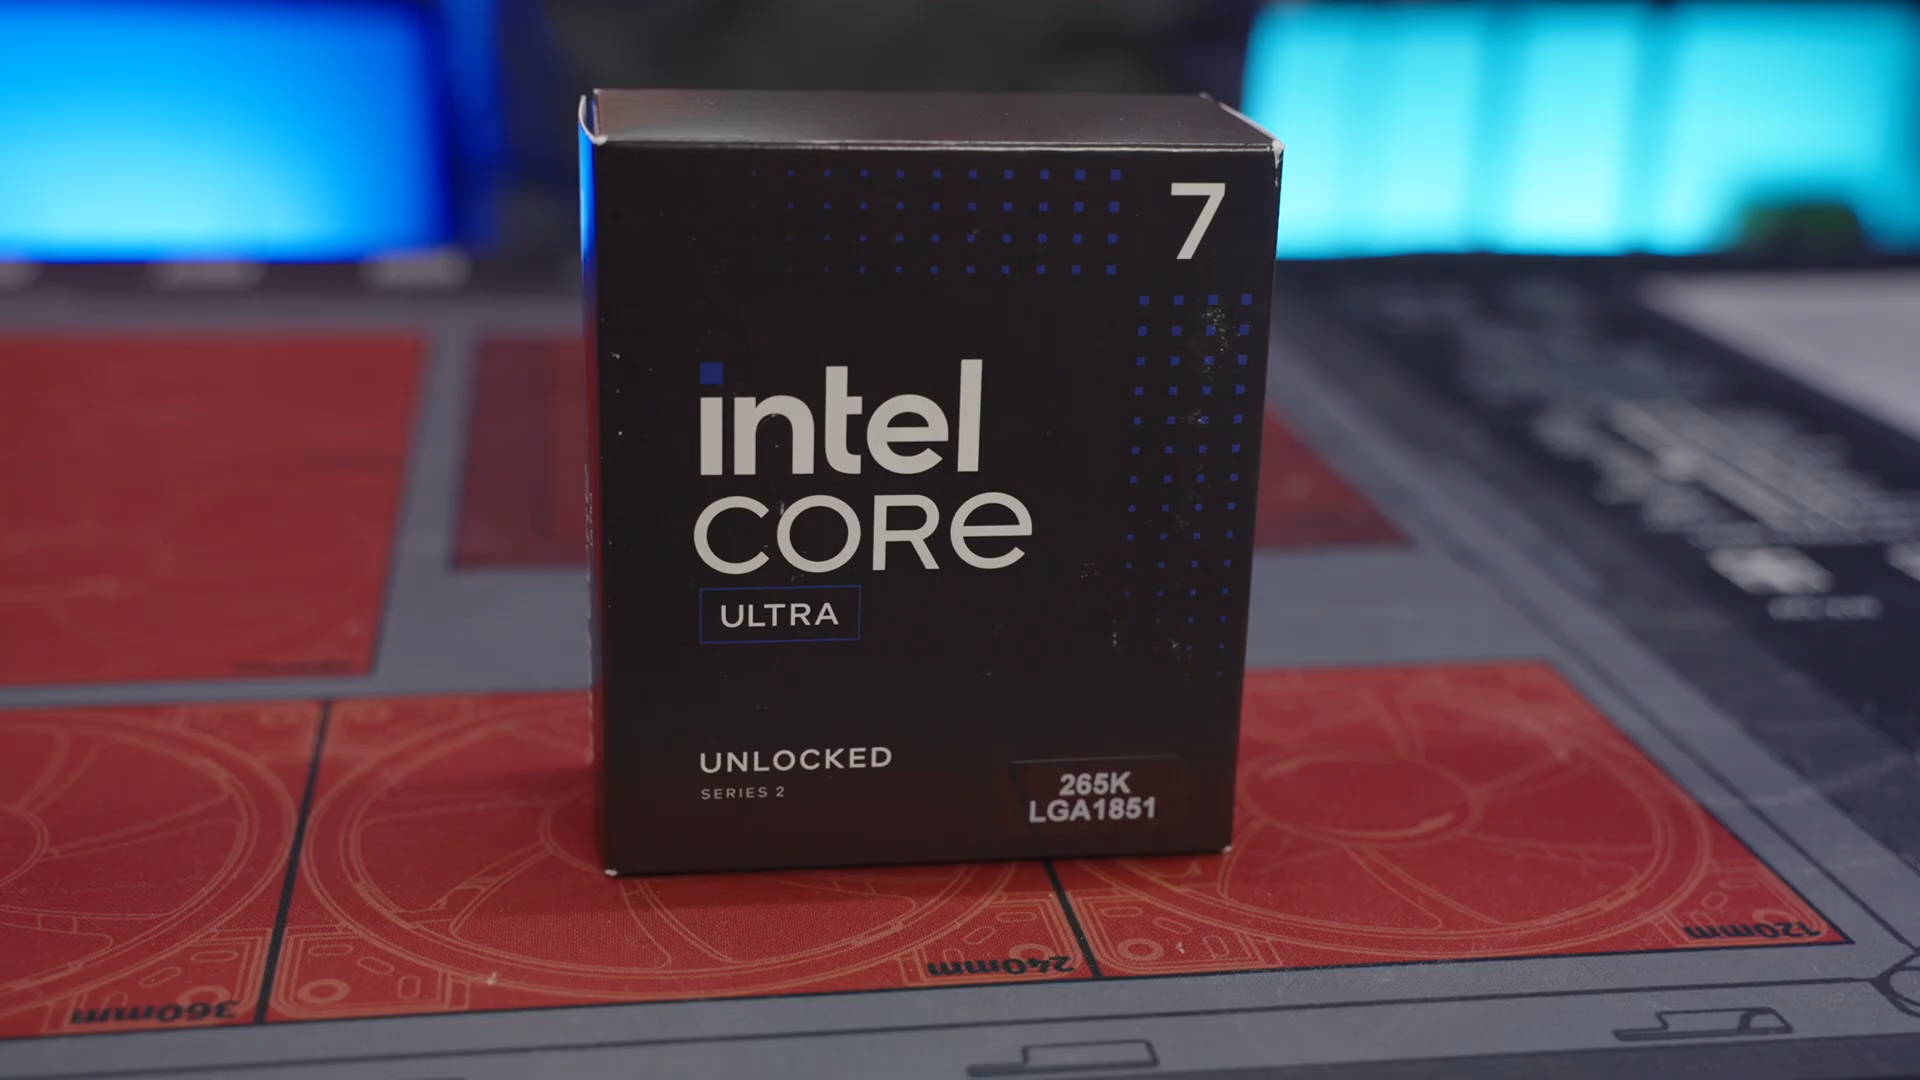 7
intel
CORE
ULTRA
UNLOCKED
SERIES 2
265K
LGA1851
120mm
240mm
360mm